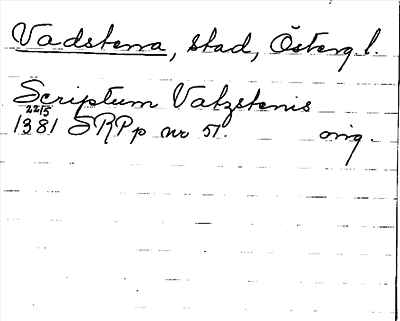 Vadstena, stad, Österg.l.
Scriptum Vatzstenis
22/5
1381 SRPp nr 51. orig.